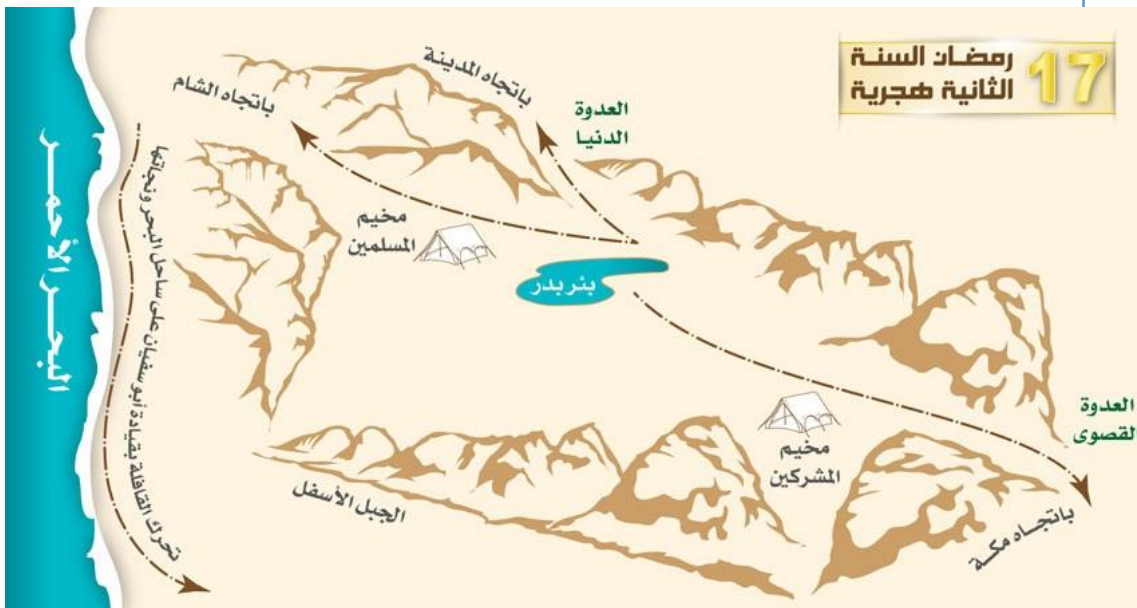 17
رمضان السنة
الثانية هجرية
باتجاه المدينة
باتجاه الشام
العدوة
الدنيا
البحر الأحمر
تحرك القافلة بقيادة أبو سفيان على ساحل البحر ونجاتها
مخيم
المسلمين
بئر بدر
العدوة
لقصوى
مخيم
المشركين
الجبل الأسفل
باتجاه مكة